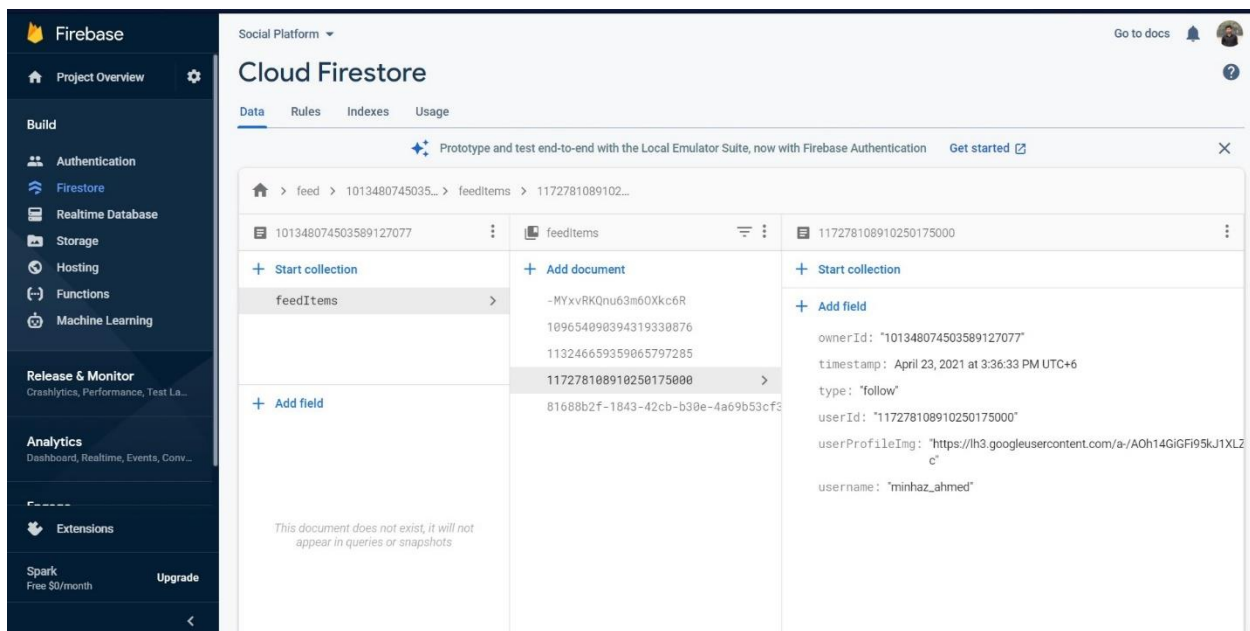 Firebase
Project Overview
Build
Authentication
Firestore
Realtime Database
Storage
Hosting
Functions
Machine Learning
Release & Monitor
Crashlytics, Performance, Test La...
Analytics
Dashboard, Realtime, Events, Conv...
Extensions
Spark
Free $0/month
Upgrade
Social Platform
Go to docs
Cloud Firestore
Data Rules Indexes Usage
Prototype and test end-to-end with the Local Emulator Suite, now with Firebase Authentication Get started
> feed > 1013480745035... > feedItems > 1172781089102...
101348074503589127077
+ Start collection
feedItems >
+ Add field
This document does not exist, it will not
appear in queries or snapshots
feedItems
+ Add document
-MYxvRKQnu63m6OXkc6R
109654090394319330876
113246659359065797285
117278108910250175000 >
81688b2f-1843-42cb-b30e-4a69b53cf3
117278108910250175000
+ Start collection
+ Add field
ownerId: "101348074503589127077"
timestamp: April 23, 2021 at 3:36:33 PM UTC+6
type: "follow"
userId: "117278108910250175000"
userProfileImg: "https://lh3.googleusercontent.com/a-/AOh14GiGFi95kJ1XLZ
c"
username: "minhaz_ahmed"